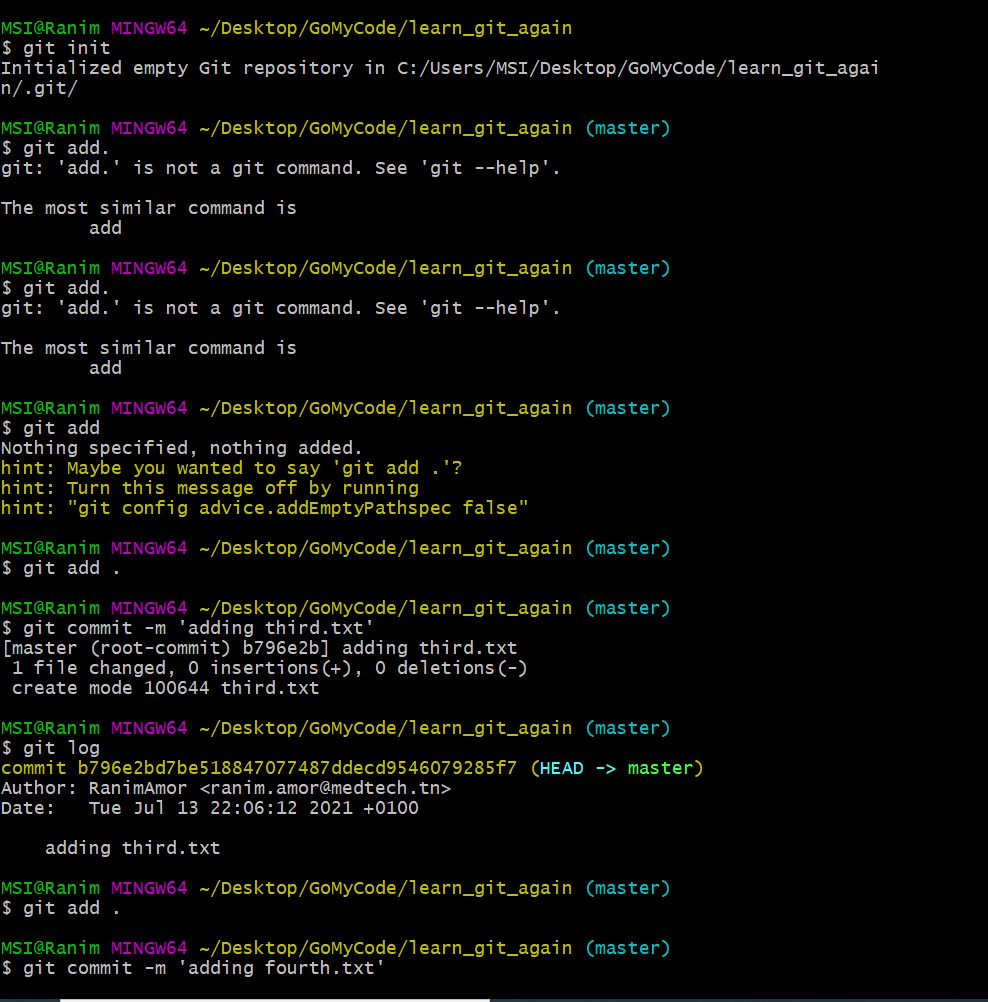 MSI@Ranim MINGW64 ~/Desktop/GoMyCode/learn_git_again
$ git init
Initialized empty Git repository in C:/Users/MSI/Desktop/GoMyCode/learn_git_agai
n/.git/
MSI@Ranim MINGW64 ~/Desktop/GoMyCode/learn_git_again (master)
$ git add.
git: 'add.' is not a git command. See 'git --help'.
The most similar command is
        add
MSI@Ranim MINGW64 ~/Desktop/GoMyCode/learn_git_again (master)
$ git add.
git: 'add.' is not a git command. See 'git --help'.
The most similar command is
        add
MSI@Ranim MINGW64 ~/Desktop/GoMyCode/learn_git_again (master)
$ git add
Nothing specified, nothing added.
hint: Maybe you wanted to say 'git add .'?
hint: Turn this message off by running
hint: "git config advice.addEmptyPathspec false"
MSI@Ranim MINGW64 ~/Desktop/GoMyCode/learn_git_again (master)
$ git add .
MSI@Ranim MINGW64 ~/Desktop/GoMyCode/learn_git_again (master)
$ git commit -m 'adding third.txt'
[master (root-commit) b796e2b] adding third.txt
 1 file changed, 0 insertions(+), 0 deletions(-)
 create mode 100644 third.txt
MSI@Ranim MINGW64 ~/Desktop/GoMyCode/learn_git_again (master)
$ git log
commit b796e2bd7be518847077487ddecd9546079285f7 (HEAD -> master)
Author: RanimAmor <ranim.amor@medtech.tn>
Date:   Tue Jul 13 22:06:12 2021 +0100
    adding third.txt
MSI@Ranim MINGW64 ~/Desktop/GoMyCode/learn_git_again (master)
$ git add .
MSI@Ranim MINGW64 ~/Desktop/GoMyCode/learn_git_again (master)
$ git commit -m 'adding fourth.txt'